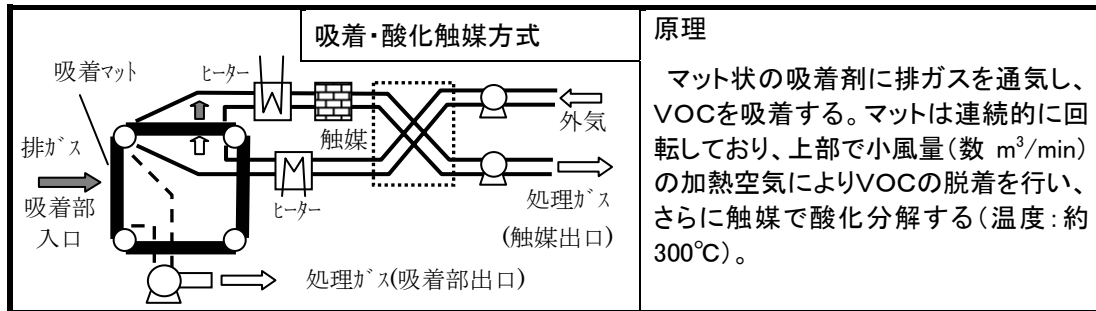 吸着・酸化触媒方式
吸着マット
ヒーター
触媒
外気
排ガス
吸着部
入口
ヒーター
処理ガス
(触媒出口)
処理ガス(吸着部出口)
原理
マット状の吸着剤に排ガスを通気し、
VOCを吸着する。マットは連続的に回
転しており、上部で小風量(数 m³/min)
の加熱空気によりVOCの脱着を行い、
さらに触媒で酸化分解する(温度:約
300℃)。